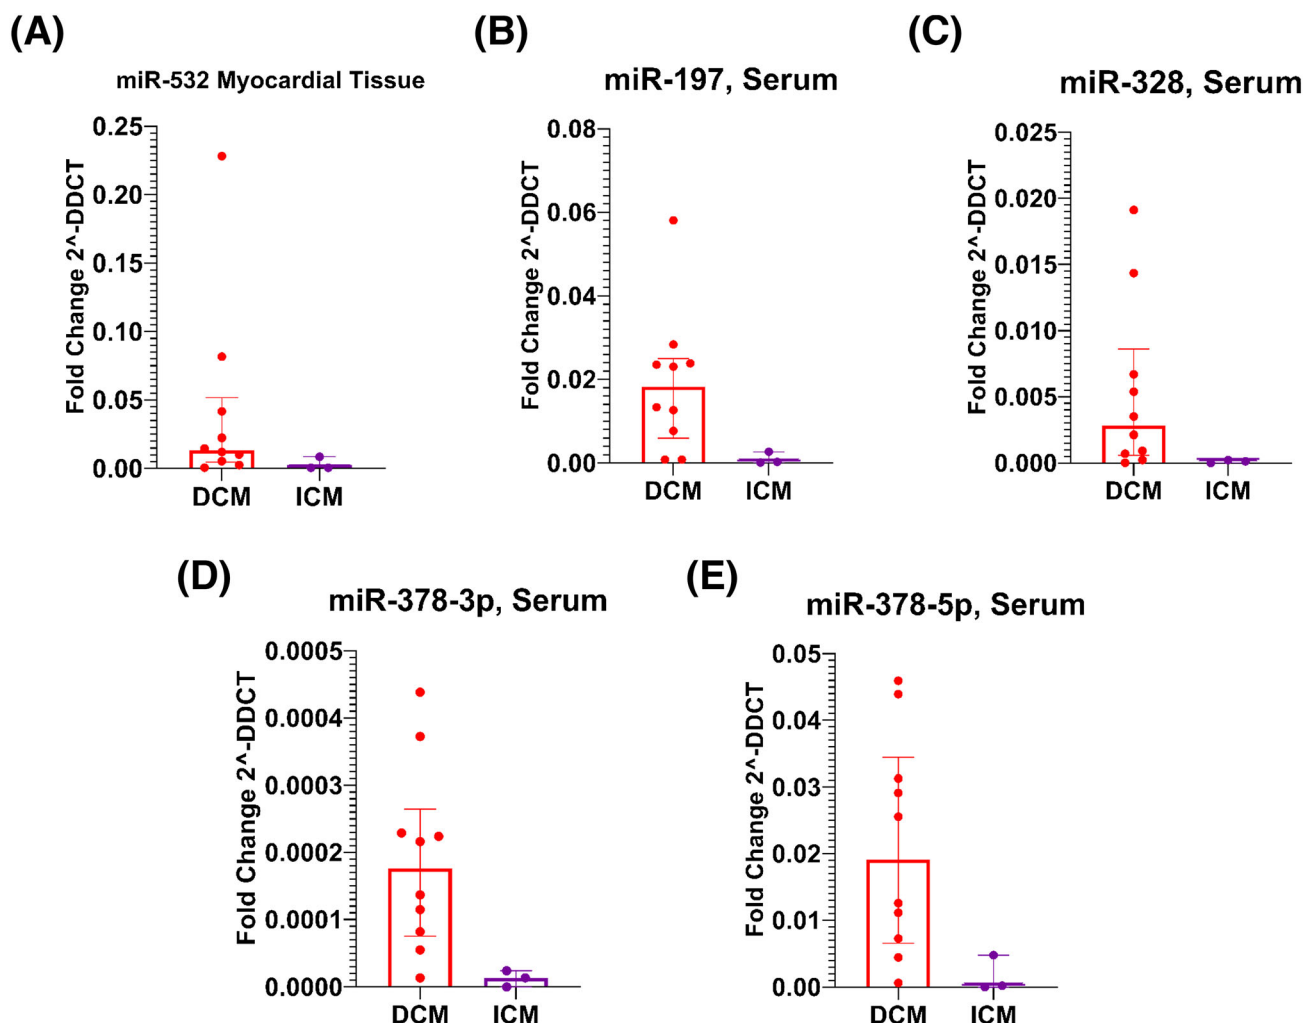 (A)
miR-532 Myocardial Tissue
Fold Change 2^-DDCT
0.25
0.20
0.15
0.10
0.05
0.00
DCM ICM
(B)
miR-197, Serum
Fold Change 2^-DDCT
0.08
0.06
0.04
0.02
0.00
DCM ICM
(C)
miR-328, Serum
Fold Change 2^-DDCT
0.025
0.020
0.015
0.010
0.005
0.000
DCM ICM
(D)
miR-378-3p, Serum
Fold Change 2^-DDCT
0.0005
0.0004
0.0003
0.0002
0.0001
0.0000
DCM ICM
(E)
miR-378-5p, Serum
Fold Change 2^-DDCT
0.05
0.04
0.03
0.02
0.01
0.00
DCM ICM